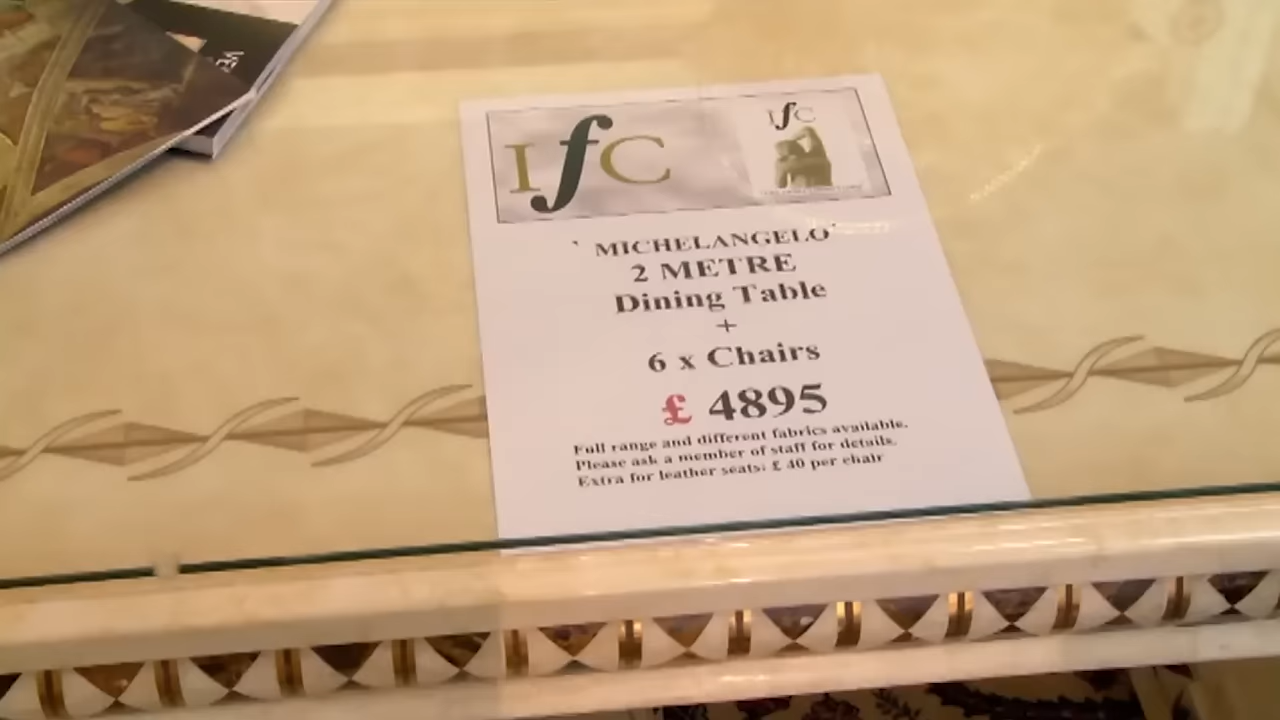 IfC
IfC
` MICHELANGELO`
2 METRE
Dining Table
+
6 x Chairs
£ 4895
Full range and different fabrics available.
Please ask a member of staff for details.
Extra for leather seats: £ 40 per chair